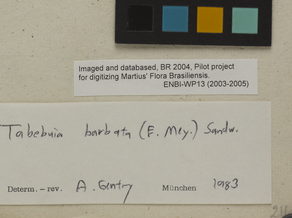 Imaged and databased, BR 2004, Pilot project
for digitizing Martius' Flora Brasiliensis.
ENBI-WP13 (2003-2005)
Tabebuia barbata (E. Mey.) Sandw.
Determ. – rev. A. Gentry München 1983